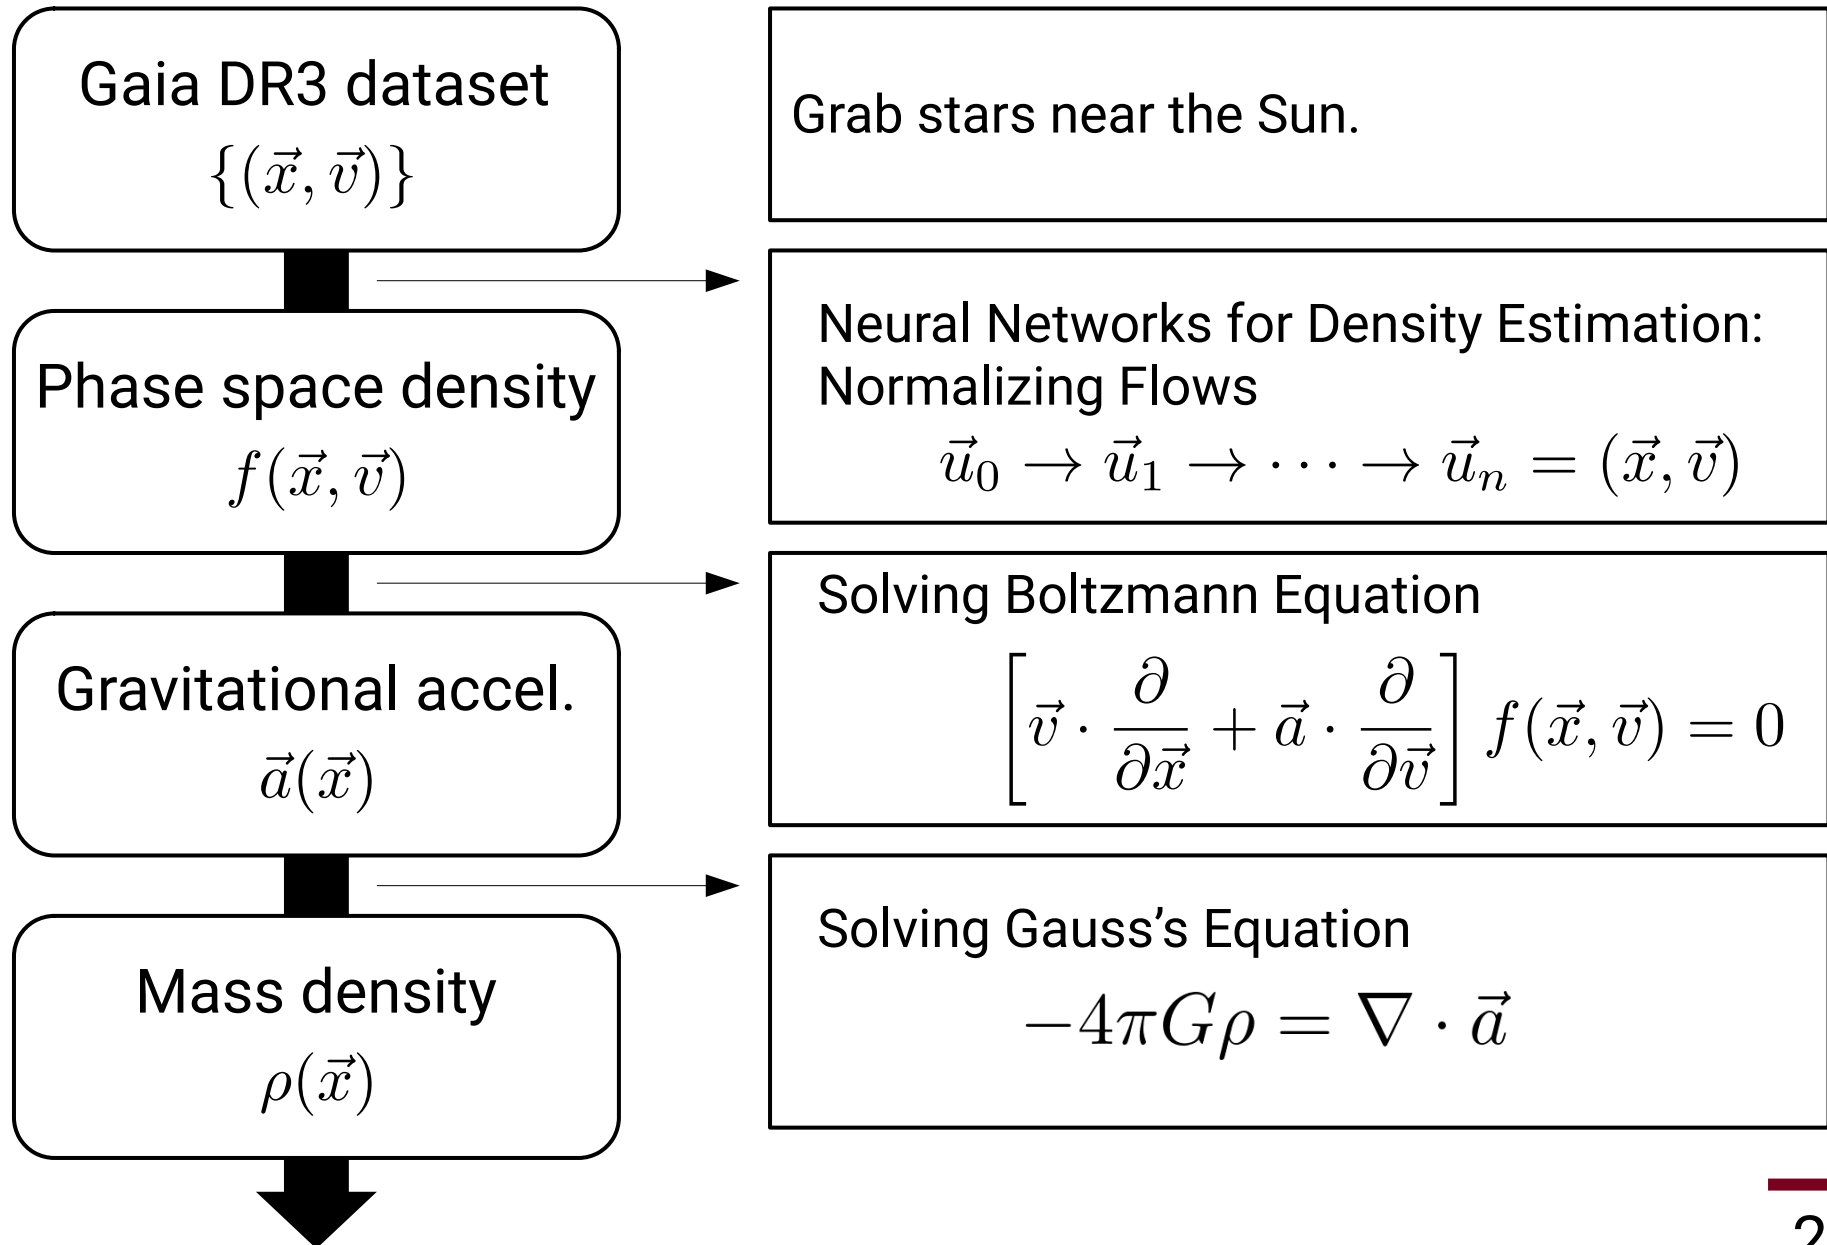 Gaia DR3 dataset
{(x⃗, v⃗)}
Grab stars near the Sun.
Phase space density
f(x⃗, v⃗)
Neural Networks for Density Estimation:
Normalizing Flows
u⃗₀ → u⃗₁ → ⋯ → u⃗ₙ = (x⃗, v⃗)
Gravitational accel.
a⃗(x⃗)
Solving Boltzmann Equation
[v⃗ · ∂/∂x⃗ + a⃗ · ∂/∂v⃗] f(x⃗, v⃗) = 0
Mass density
ρ(x⃗)
Solving Gauss’s Equation
−4πGρ = ∇ · a⃗
2